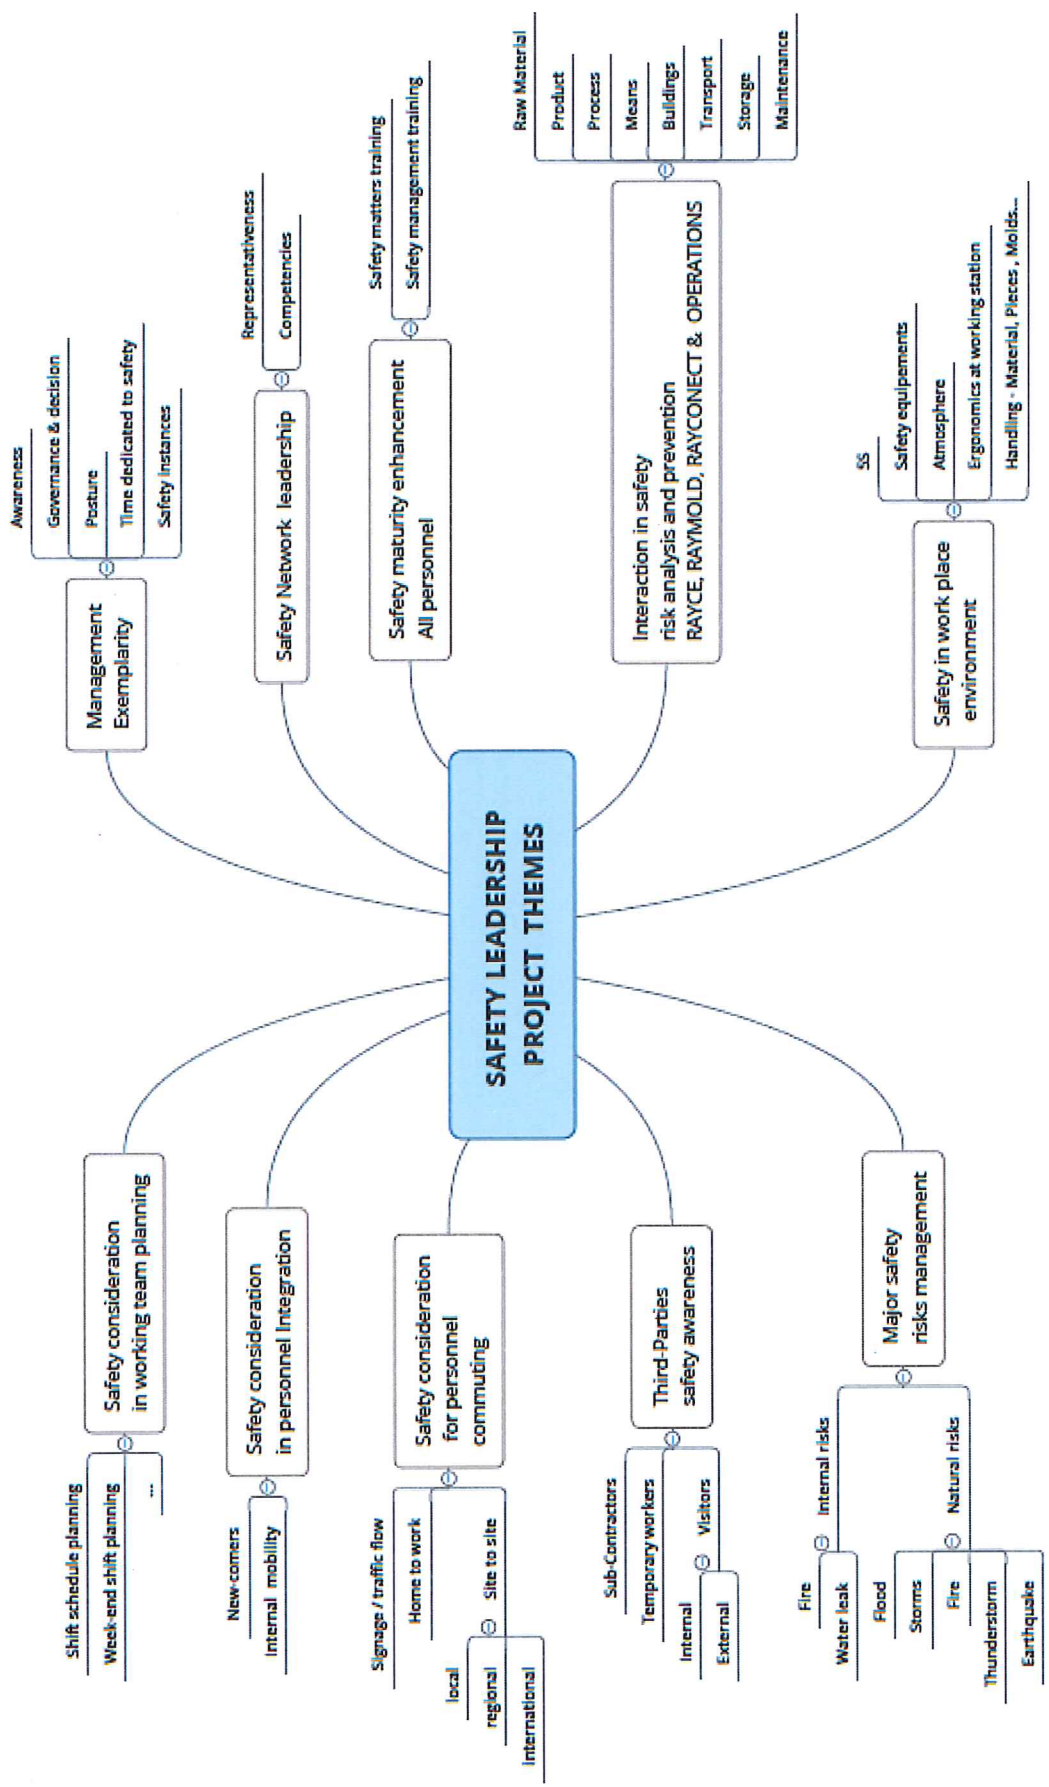 SAFETY LEADERSHIP
PROJECT THEMES
Safety consideration
in working team planning
Shift schedule planning
Week-end shift planning
...
Safety consideration
in personnel Integration
New-comers
Internal mobility
Safety consideration
for personnel
commuting
Signage / traffic flow
Home to work
Site to site
local
regional
International
Third-Parties
safety awareness
Sub-Contractors
Temporary workers
Visitors
Internal
External
Major safety
risks management
Internal risks
Fire
Water leak
Natural risks
Flood
Storms
Fire
Thunderstorm
Earthquake
Management
Exemplarity
Awareness
Governance & decision
Posture
Time dedicated to safety
Safety instances
Safety Network leadership
Representativeness
Competencies
Safety maturity enhancement
All personnel
Safety matters training
Safety management training
Interaction in safety
risk analysis and prevention
RAYCE, RAYMOLD, RAYCONECT & OPERATIONS
Raw Material
Product
Process
Means
Buildings
Transport
Storage
Maintenance
Safety in work place
environment
5S
Safety equipements
Atmosphere
Ergonomics at working station
Handling - Material, Pieces , Molds...